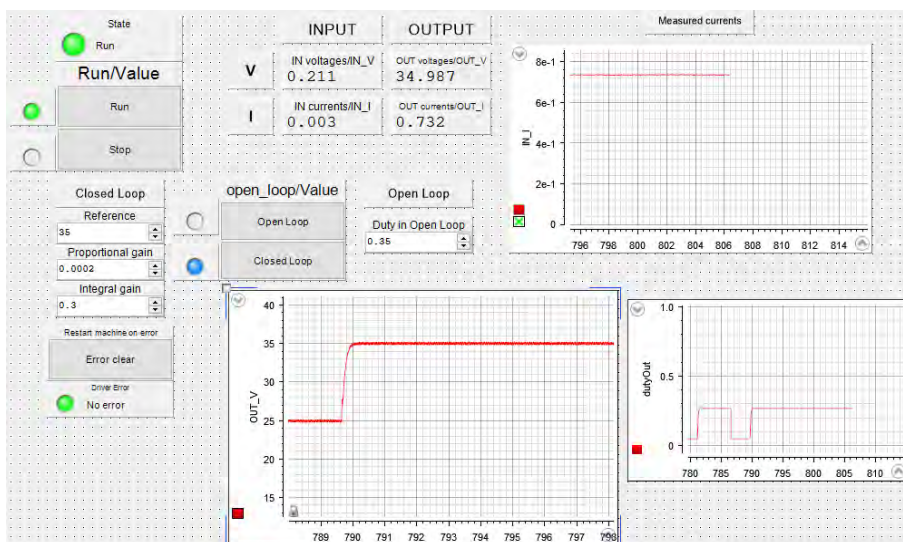 State
Run
Run/Value
Run
Stop
INPUT OUTPUT
V
IN voltages/IN_V
0.211
OUT voltages/OUT_V
34.987
I
IN currents/IN_I
0.003
OUT currents/OUT_I
0.732
Measured currents
8e-1
6e-1
4e-1
2e-1
0
IN_I
796 798 800 802 804 806 808 810 812 814
Closed Loop
Reference
35
Proportional gain
0.0002
Integral gain
0.3
Restart machine on error
Error clear
Driver Error
No error
open_loop/Value
Open Loop
Closed Loop
Open Loop
Duty in Open Loop
0.35
40
35
30
25
20
15
OUT_V
789 790 791 792 793 794 795 796 797 798
1.0
0.5
0
dutyOut
780 785 790 795 800 805 810